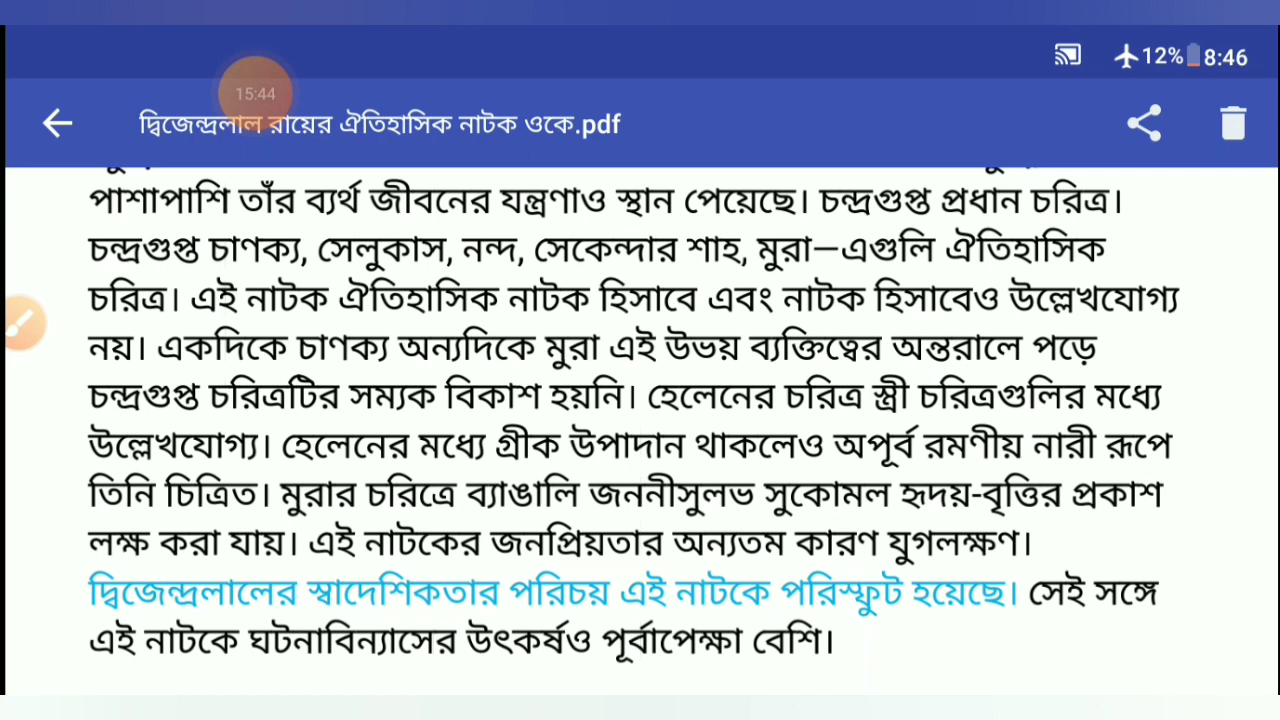 12% 8:46
15:44
দ্বিজেন্দ্রলাল রায়ের ঐতিহাসিক নাটক ওকে.pdf
পাশাপাশি তাঁর ব্যর্থ জীবনের যন্ত্রণাও স্থান পেয়েছে। চন্দ্রগুপ্ত প্রধান চরিত্র।
চন্দ্রগুপ্ত চাণক্য, সেলুকাস, নন্দ, সেকেন্দার শাহ, মুরা—এগুলি ঐতিহাসিক
চরিত্র। এই নাটক ঐতিহাসিক নাটক হিসাবে এবং নাটক হিসাবেও উল্লেখযোগ্য
নয়। একদিকে চাণক্য অন্যদিকে মুরা এই উভয় ব্যক্তিত্বের অন্তরালে পড়ে
চন্দ্রগুপ্ত চরিত্রটির সম্যক বিকাশ হয়নি। হেলেনের চরিত্র স্ত্রী চরিত্রগুলির মধ্যে
উল্লেখযোগ্য। হেলেনের মধ্যে গ্রীক উপাদান থাকলেও অপূর্ব রমণীয় নারী রূপে
তিনি চিত্রিত। মুরার চরিত্রে ব্যাঙালি জননীসুলভ সুকোমল হৃদয়-বৃত্তির প্রকাশ
লক্ষ করা যায়। এই নাটকের জনপ্রিয়তার অন্যতম কারণ যুগলক্ষণ।
দ্বিজেন্দ্রলালের স্বাদেশিকতার পরিচয় এই নাটকে পরিস্ফুট হয়েছে। সেই সঙ্গে
এই নাটকে ঘটনাবিন্যাসের উৎকর্ষও পূর্বাপেক্ষা বেশি।